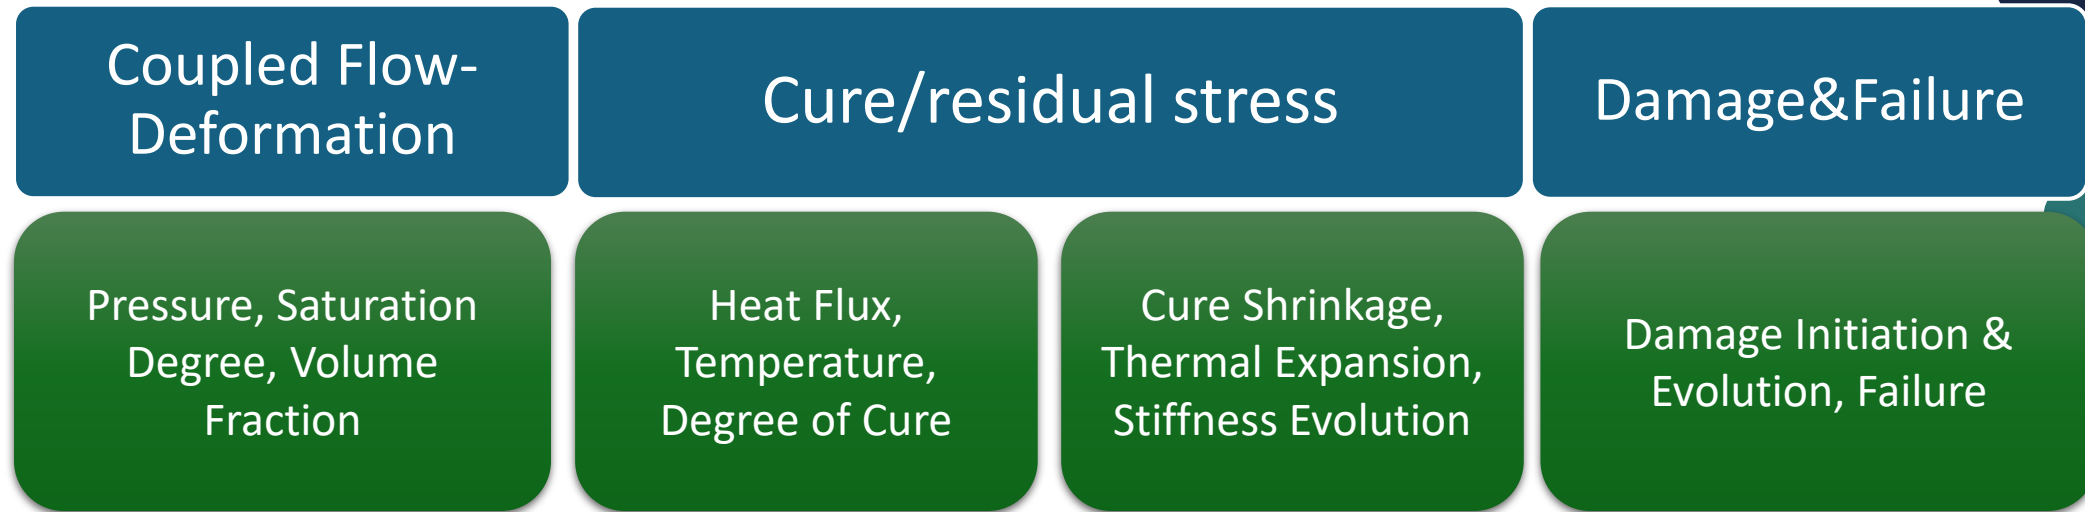 Coupled Flow-
Deformation
Cure/residual stress
Damage&Failure
Pressure, Saturation
Degree, Volume
Fraction
Heat Flux,
Temperature,
Degree of Cure
Cure Shrinkage,
Thermal Expansion,
Stiffness Evolution
Damage Initiation &
Evolution, Failure